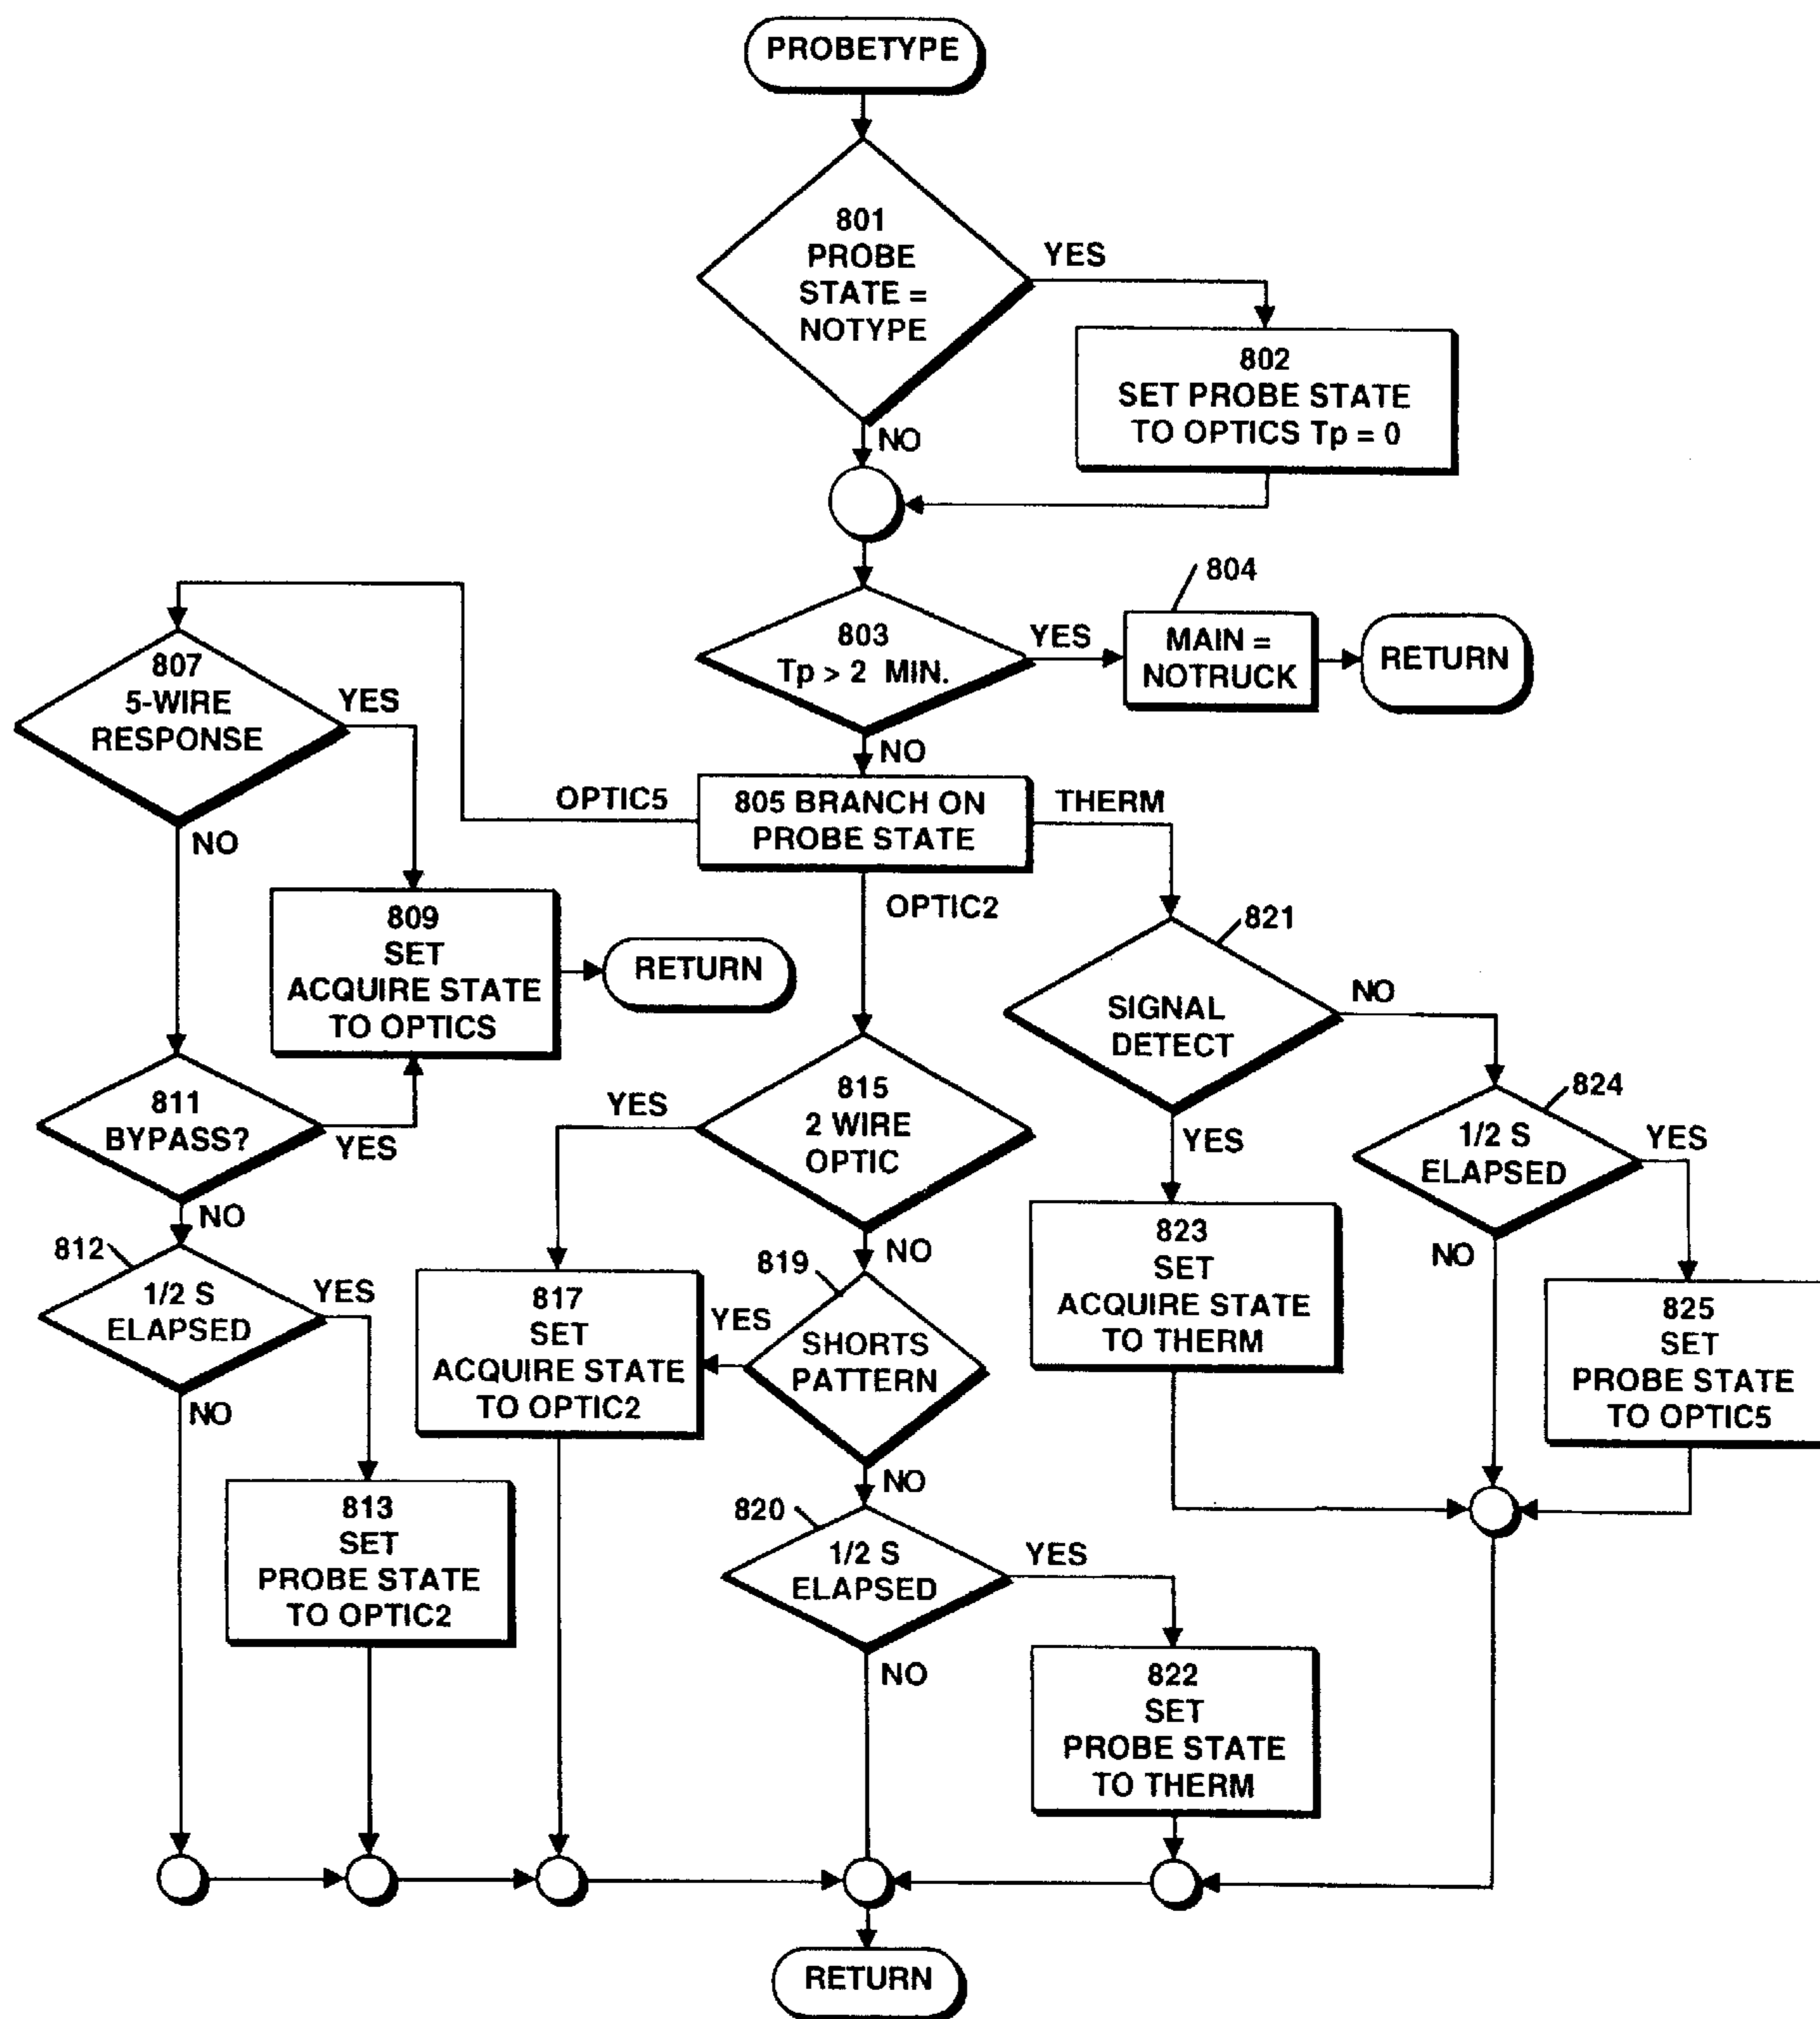 PROBETYPE
801
PROBE
STATE =
NOTYPE
YES
NO
802
SET PROBE STATE
TO OPTICS Tp = 0
803
Tp > 2 MIN.
YES
NO
804
MAIN =
NOTRUCK
RETURN
805 BRANCH ON
PROBE STATE
OPTIC5
THERM
OPTIC2
807
5-WIRE
RESPONSE
YES
NO
809
SET
ACQUIRE STATE
TO OPTICS
RETURN
811
BYPASS?
YES
NO
812
1/2 S
ELAPSED
YES
NO
813
SET
PROBE STATE
TO OPTIC2
815
2 WIRE
OPTIC
YES
NO
817
SET
ACQUIRE STATE
TO OPTIC2
819
SHORTS
PATTERN
YES
NO
820
1/2 S
ELAPSED
YES
NO
822
SET
PROBE STATE
TO THERM
821
SIGNAL
DETECT
NO
YES
823
SET
ACQUIRE STATE
TO THERM
824
1/2 S
ELAPSED
YES
NO
825
SET
PROBE STATE
TO OPTIC5
RETURN